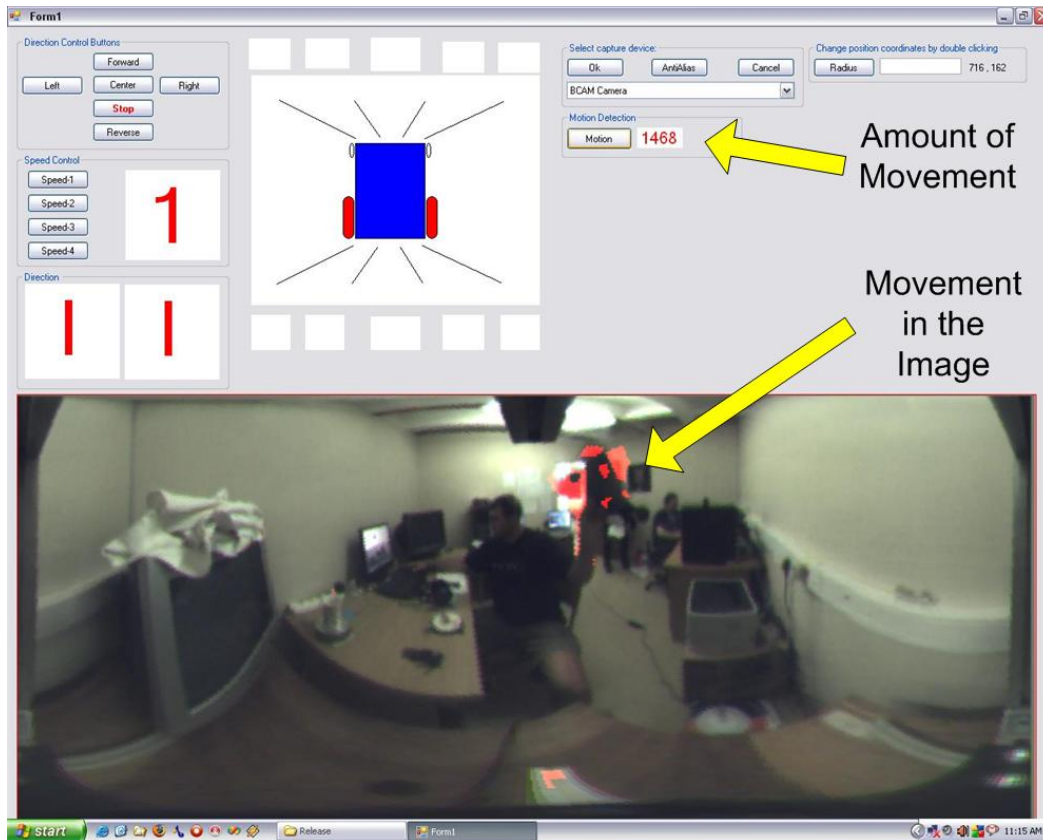 Form1
Direction Control Buttons
Forward
Left
Center
Right
Stop
Reverse
Speed Control
Speed-1
Speed-2
Speed-3
Speed-4
1
Direction
I
I
Select capture device:
Ok
AntiAlias
Cancel
BCAM Camera
Change position coordinates by double clicking
Radius
716 , 162
Motion Detection
Motion
1468
Amount of
Movement
Movement
in the
Image
start
Release
Form1
11:15 AM